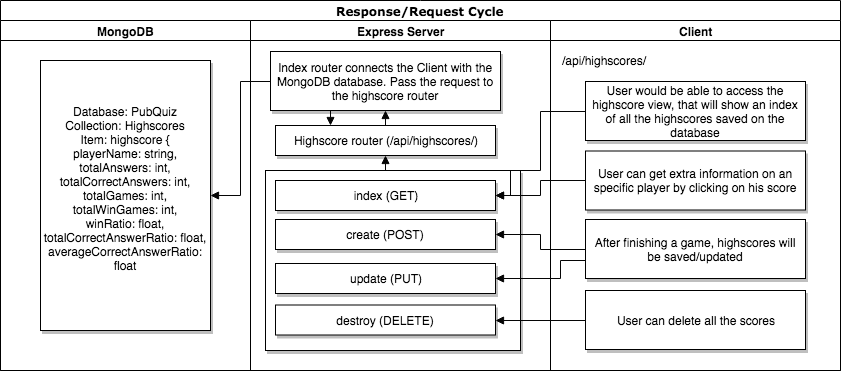 Response/Request Cycle
MongoDB
Express Server
Client
Database: PubQuiz
Collection: Highscores
Item: highscore {
playerName: string,
totalAnswers: int,
totalCorrectAnswers: int,
totalGames: int,
totalWinGames: int,
winRatio: float,
totalCorrectAnswerRatio: float,
averageCorrectAnswerRatio:
float
Index router connects the Client with the
MongoDB database. Pass the request to
to the highscore router
Highscore router (/api/highscores/)
index (GET)
create (POST)
update (PUT)
destroy (DELETE)
/api/highscores/
User would be able to access the
highscore view, that will show an index
of all the highscores saved on the
database
User can get extra information on an
specific player by clicking on his score
After finishing a game, highscores will
be saved/updated
User can delete all the scores